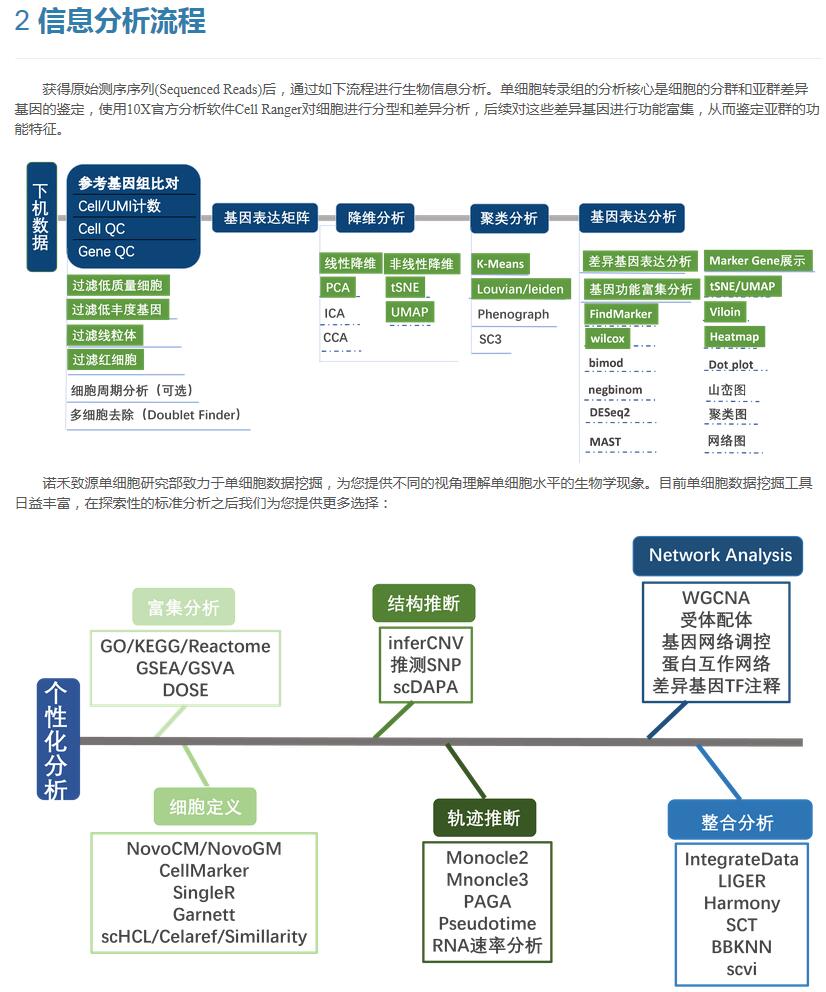 2 信息分析流程
获得原始测序序列(Sequenced Reads)后，通过如下流程进行生物信息分析。单细胞转录组的分析核心是细胞的分群和亚群差异
基因的鉴定，使用10X官方分析软件Cell Ranger对细胞进行分型和差异分析，后续对这些差异基因进行功能富集，从而鉴定亚群的功
能特征。
下机数据
参考基因组比对
Cell/UMI计数
Cell QC
Gene QC
过滤低质量细胞
过滤低丰度基因
过滤线粒体
过滤红细胞
细胞周期分析（可选）
多细胞去除（Doublet Finder）
基因表达矩阵
降维分析
线性降维
PCA
ICA
CCA
非线性降维
tSNE
UMAP
聚类分析
K-Means
Louvian/leiden
Phenograph
SC3
基因表达分析
差异基因表达分析
基因功能富集分析
FindMarker
wilcox
bimod
negbinom
DESeq2
MAST
Marker Gene展示
tSNE/UMAP
Viloin
Heatmap
Dot plot
山峦图
聚类图
网络图
诺禾致源单细胞研究部致力于单细胞数据挖掘，为您提供不同的视角理解单细胞水平的生物学现象。目前单细胞数据挖掘工具
日益丰富，在探索性的标准分析之后我们为您提供更多选择：
个性化分析
富集分析
GO/KEGG/Reactome
GSEA/GSVA
DOSE
结构推断
inferCNV
推测SNP
scDAPA
Network Analysis
WGCNA
受体配体
基因网络调控
蛋白互作网络
差异基因TF注释
细胞定义
NovoCM/NovoGM
CellMarker
SingleR
Garnett
scHCL/Celaref/Simillarity
轨迹推断
Monocle2
Mnoncle3
PAGA
Pseudotime
RNA速率分析
整合分析
IntegrateData
LIGER
Harmony
SCT
BBKNN
scvi